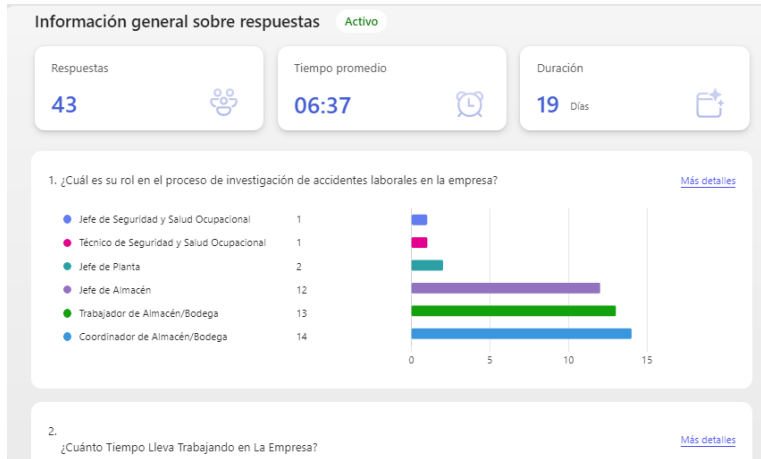 Información general sobre respuestas Activo
Respuestas Tiempo promedio Duración
43 06:37 19 Días
1. ¿Cuál es su rol en el proceso de investigación de accidentes laborales en la empresa? Más detalles
Jefe de Seguridad y Salud Ocupacional 1
Técnico de Seguridad y Salud Ocupacional 1
Jefe de Planta 2
Jefe de Almacén 12
Trabajador de Almacén/Bodega 13
Coordinador de Almacén/Bodega 14
0 5 10 15
2.
¿Cuánto Tiempo Lleva Trabajando en La Empresa? Más detalles